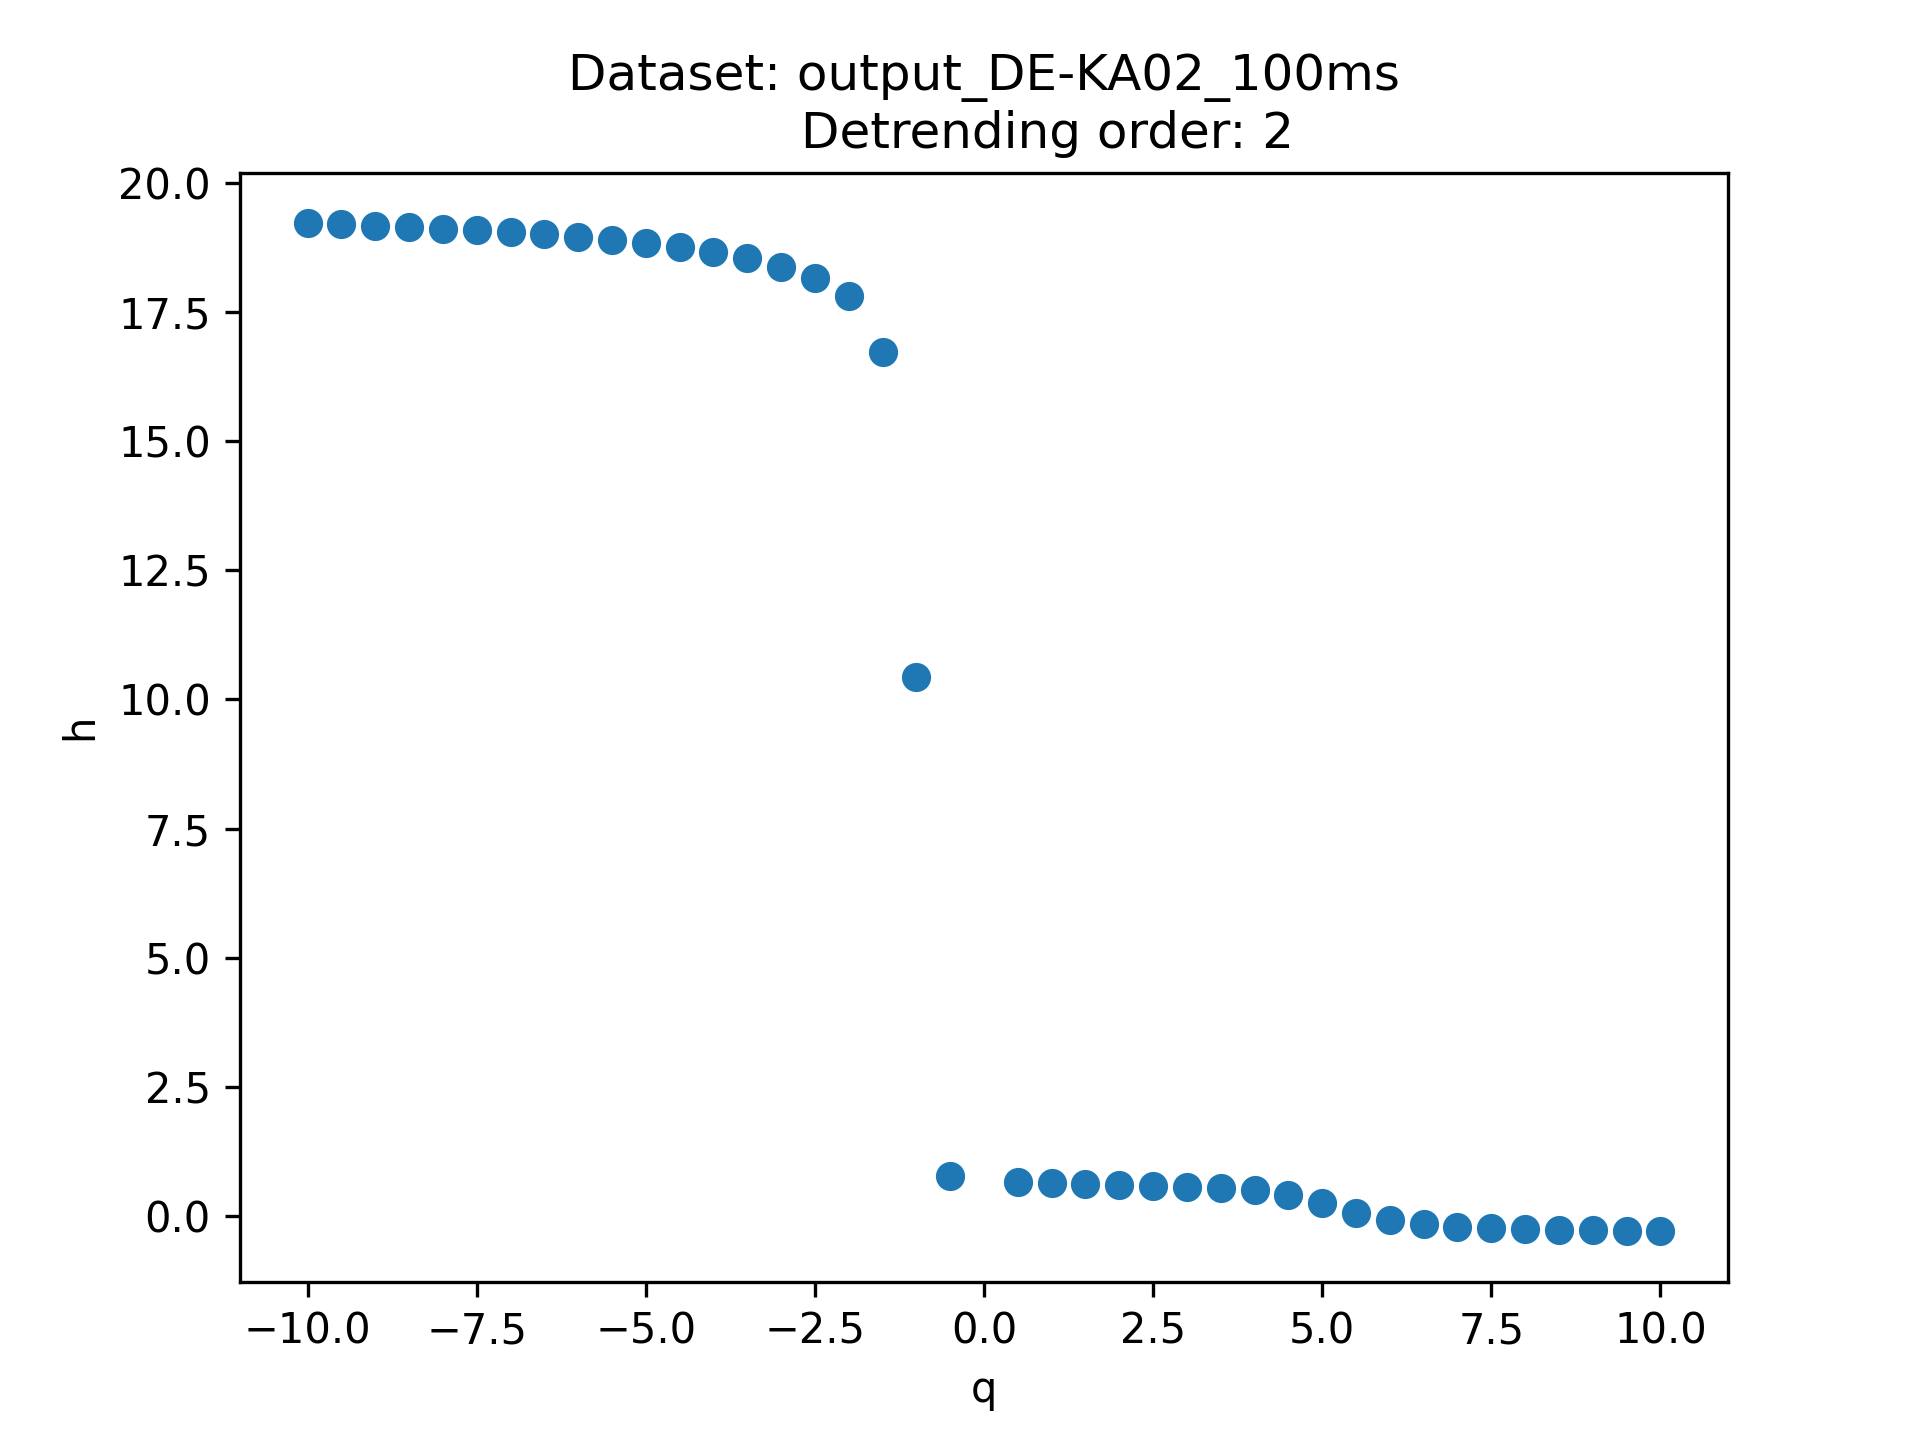 Dataset: output_DE-KA02_100ms
Detrending order: 2
20.0
17.5
15.0
12.5
10.0
7.5
5.0
2.5
0.0
h
−10.0 −7.5 −5.0 −2.5 0.0 2.5 5.0 7.5 10.0
q